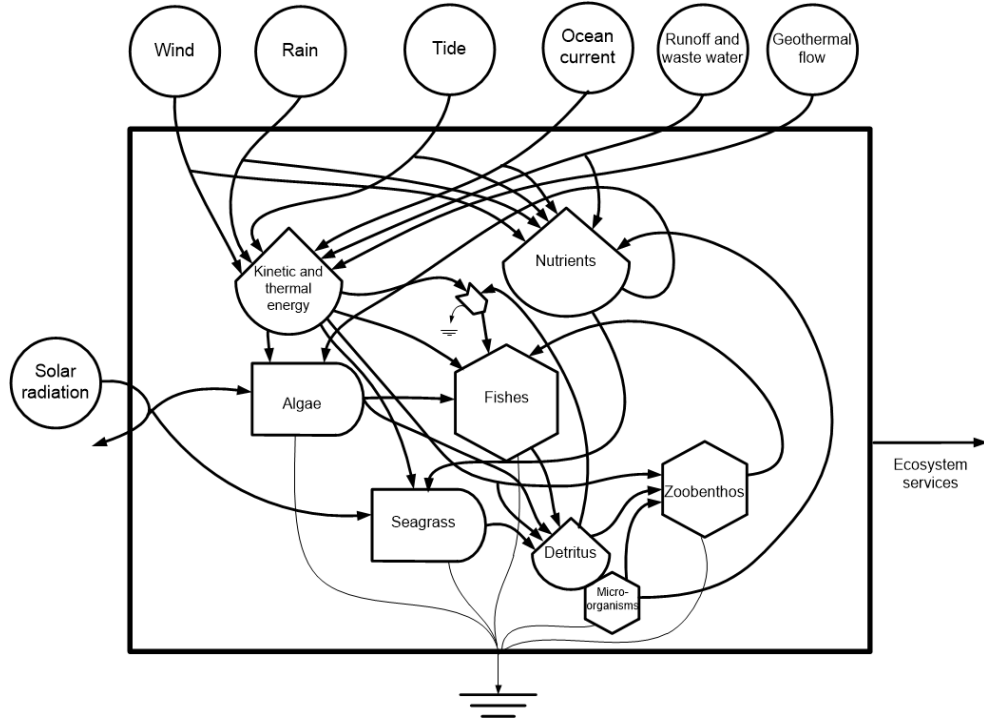 Wind
Rain
Tide
Ocean
current
Runoff and
waste water
Geothermal
flow
Kinetic and
thermal
energy
Nutrients
Solar
radiation
Algae
Fishes
Ecosystem
services
Zoobenthos
Seagrass
Detritus
Micro-
organisms